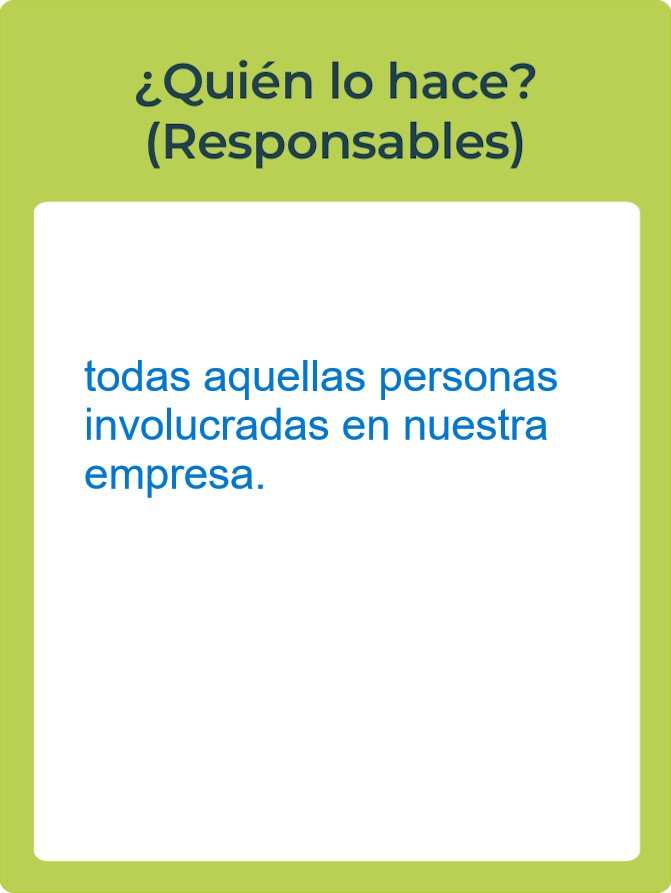 ¿Quién lo hace?
(Responsables)
todas aquellas personas
involucradas en nuestra
empresa.